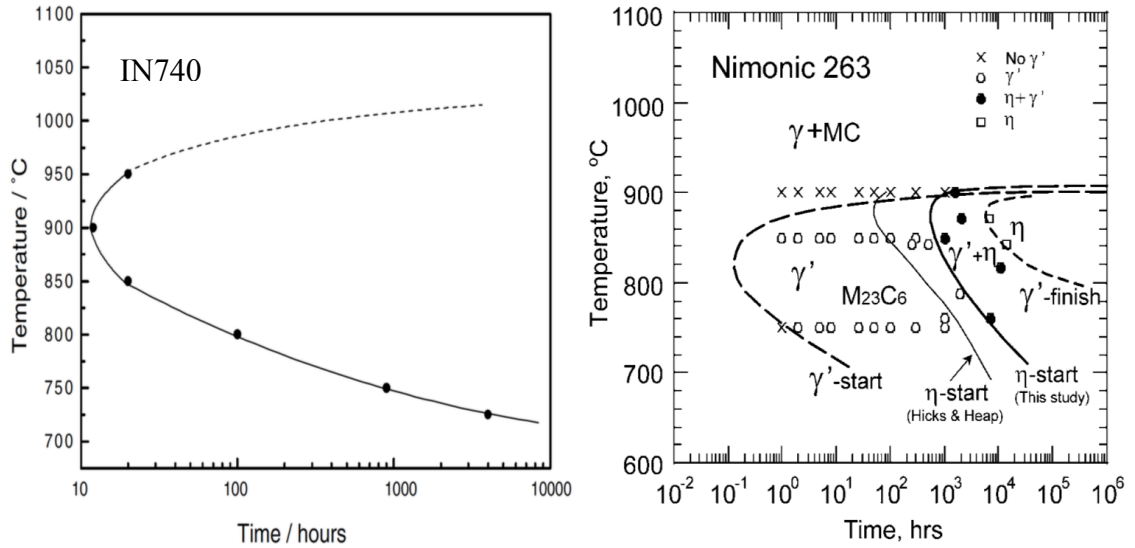 IN740
1100
1050
1000
950
900
850
800
750
700
Temperature / °C
10
100
1000
10000
Time / hours
Nimonic 263
× No γ'
γ'
η+γ'
η
γ+MC
γ'
M23C6
γ'+η
η
γ'-finish
γ'-start
η-start
(Hicks & Heap)
η-start
(This study)
1100
1000
900
800
700
600
Temperature, °C
10-2
10-1
10⁰
10¹
10²
10³
10⁴
10⁵
10⁶
Time, hrs